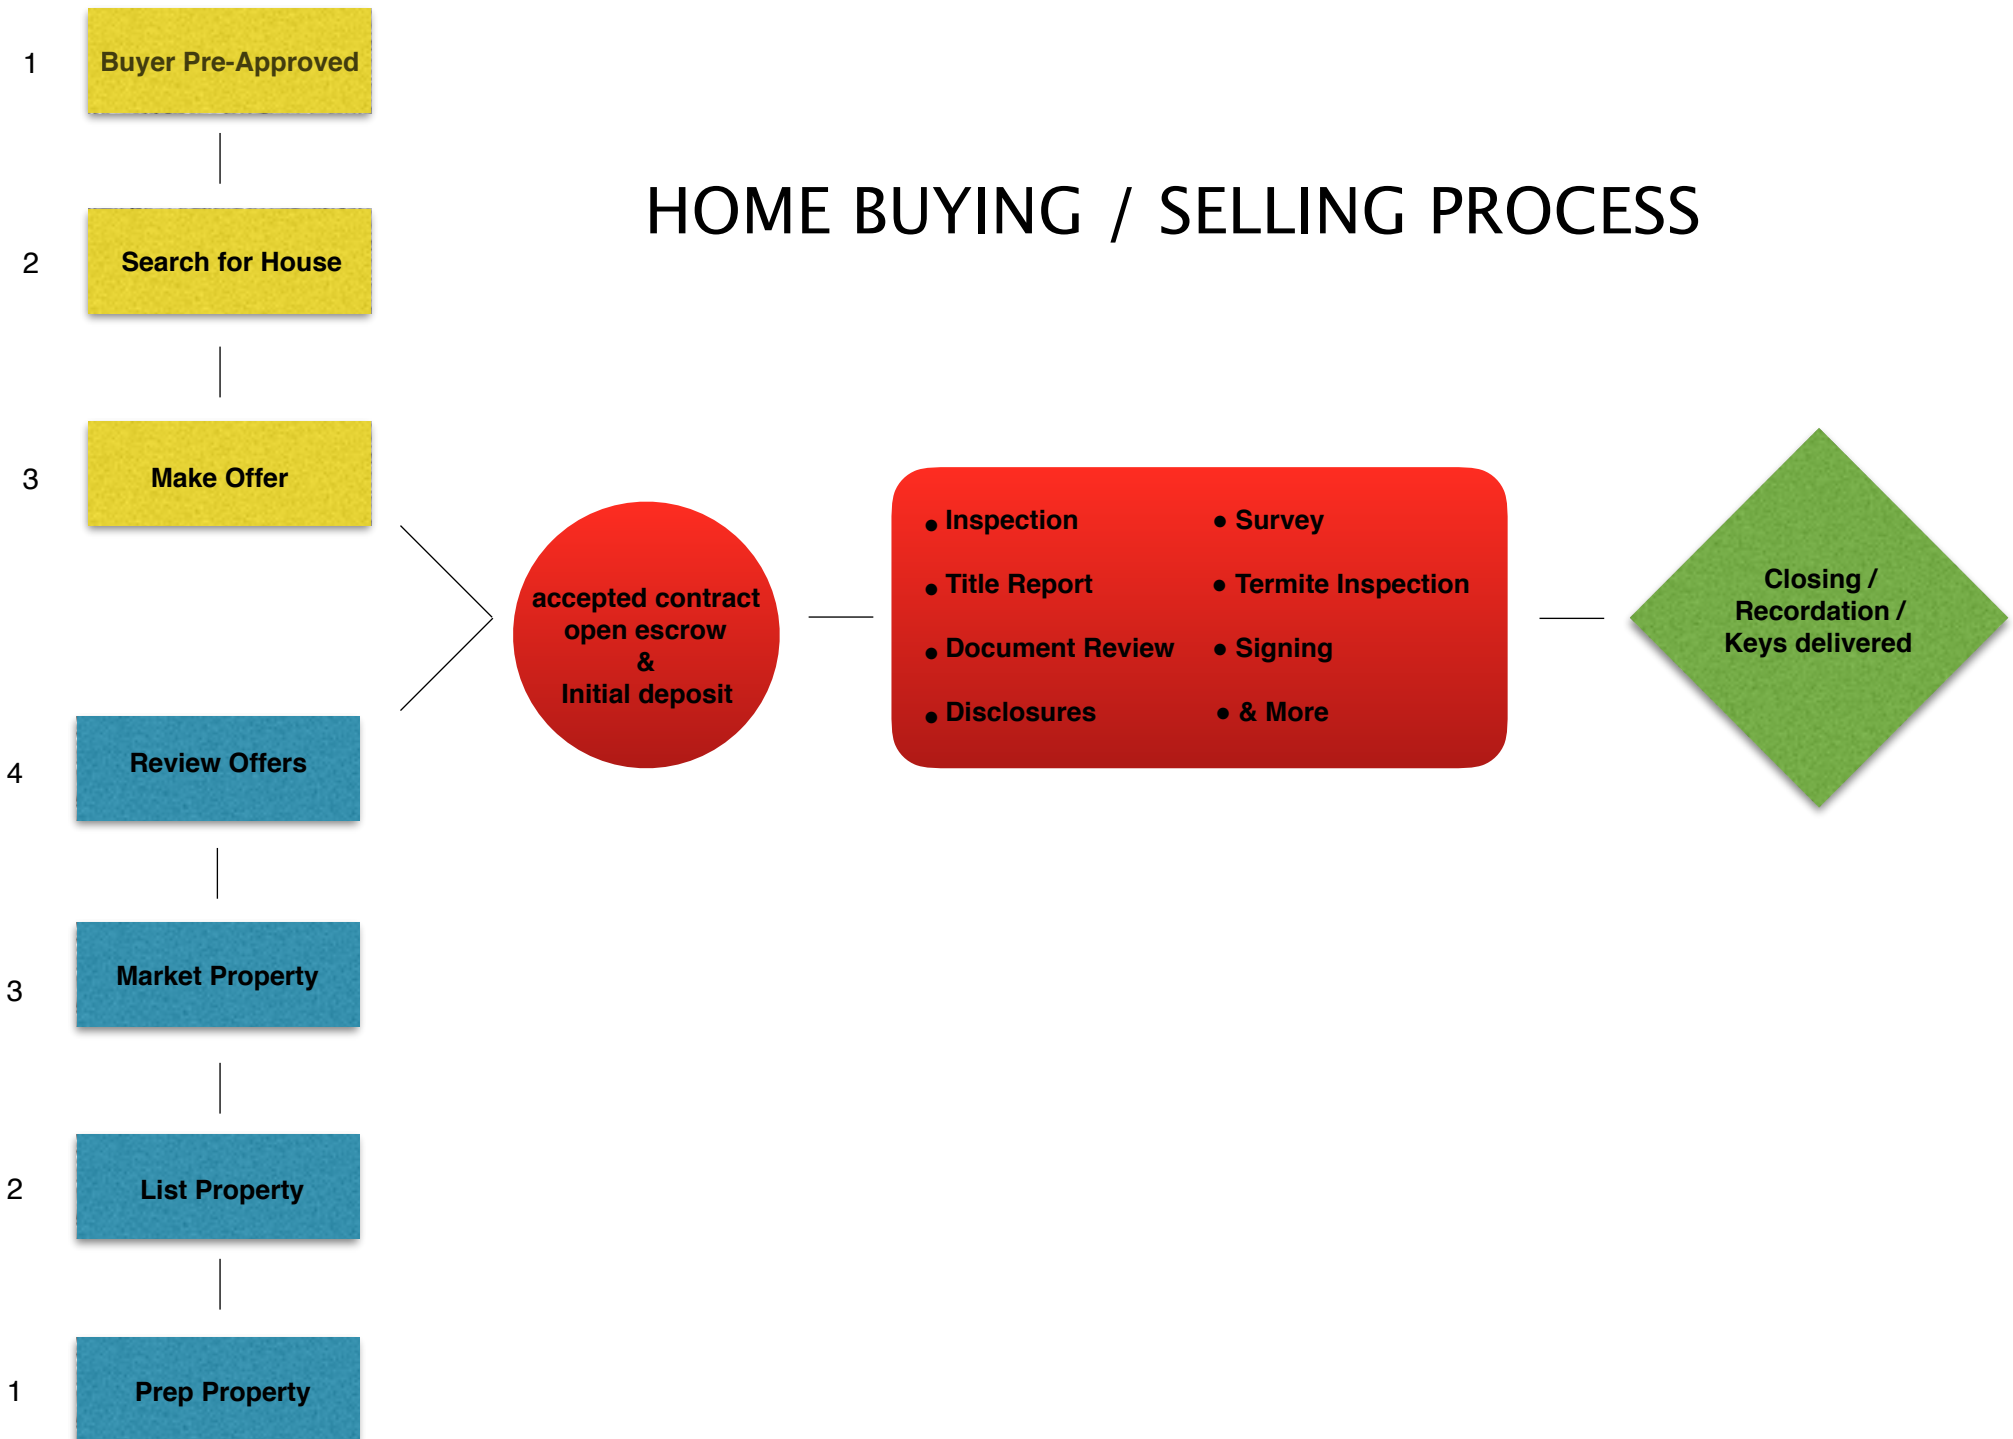 1
Buyer Pre-Approved
HOME BUYING / SELLING PROCESS
2
Search for House
3
Make Offer
accepted contract
open escrow
&
Initial deposit
• Inspection
• Title Report
• Document Review
• Disclosures
• Survey
• Termite Inspection
• Signing
• & More
Closing /
Recordation /
Keys delivered
4
Review Offers
3
Market Property
2
List Property
1
Prep Property